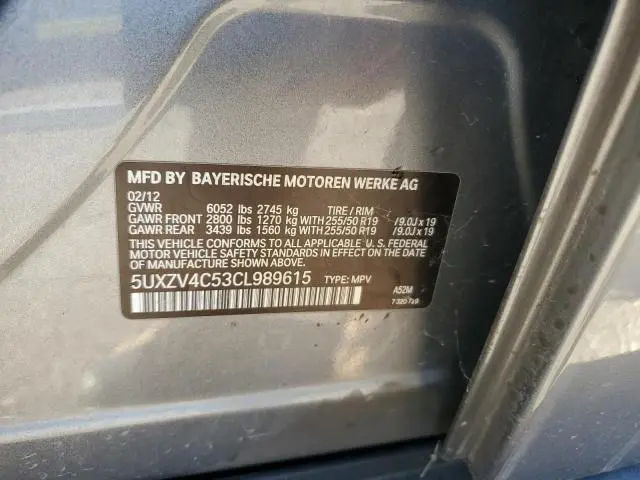 MFD BY BAYERISCHE MOTOREN WERKE AG
02/12
GVWR 6052 lbs 2745 kg TIRE / RIM
GAWR FRONT 2800 lbs 1270 kg WITH 255/50 R19 /9.0J x 19
GAWR REAR 3439 lbs 1560 kg WITH 255/50 R19 /9.0J x 19
THIS VEHICLE CONFORMS TO ALL APPLICABLE U. S. FEDERAL
MOTOR VEHICLE SAFETY STANDARDS IN EFFECT ON THE
DATE OF MANUFACTURE SHOWN ABOVE.
5UXZV4C53CL989615 TYPE: MPV
A52M